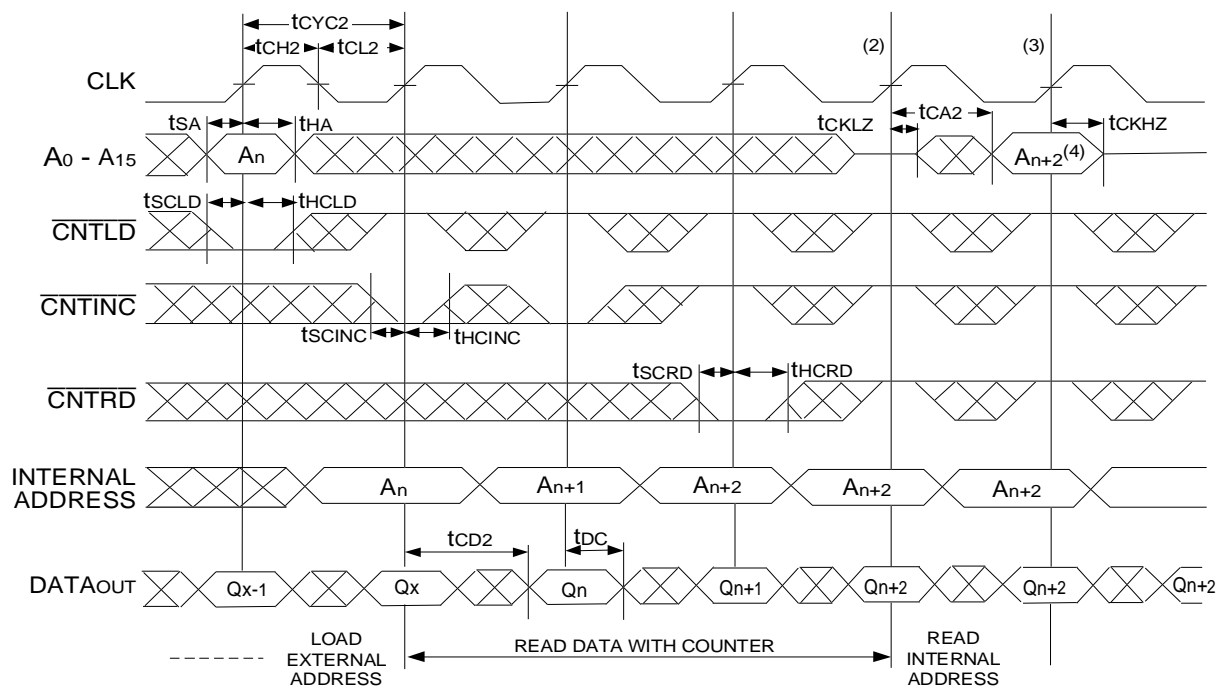 tCYC2
tCH2 tCL2 (2) (3)
CLK
tSA tHA tCKLZ tCA2 tCKHZ
A0 - A15 An An+2(4)
tSCLD tHCLD
CNTLD
CNTINC
tSCINC tHCINC
tSCRD tHCRD
CNTRD
INTERNAL
ADDRESS An An+1 An+2 An+2 An+2
tCD2 tDC
DATAOUT Qx-1 Qx Qn Qn+1 Qn+2 Qn+2 Qn+2
LOAD
EXTERNAL
ADDRESS
READ DATA WITH COUNTER
READ
INTERNAL
ADDRESS